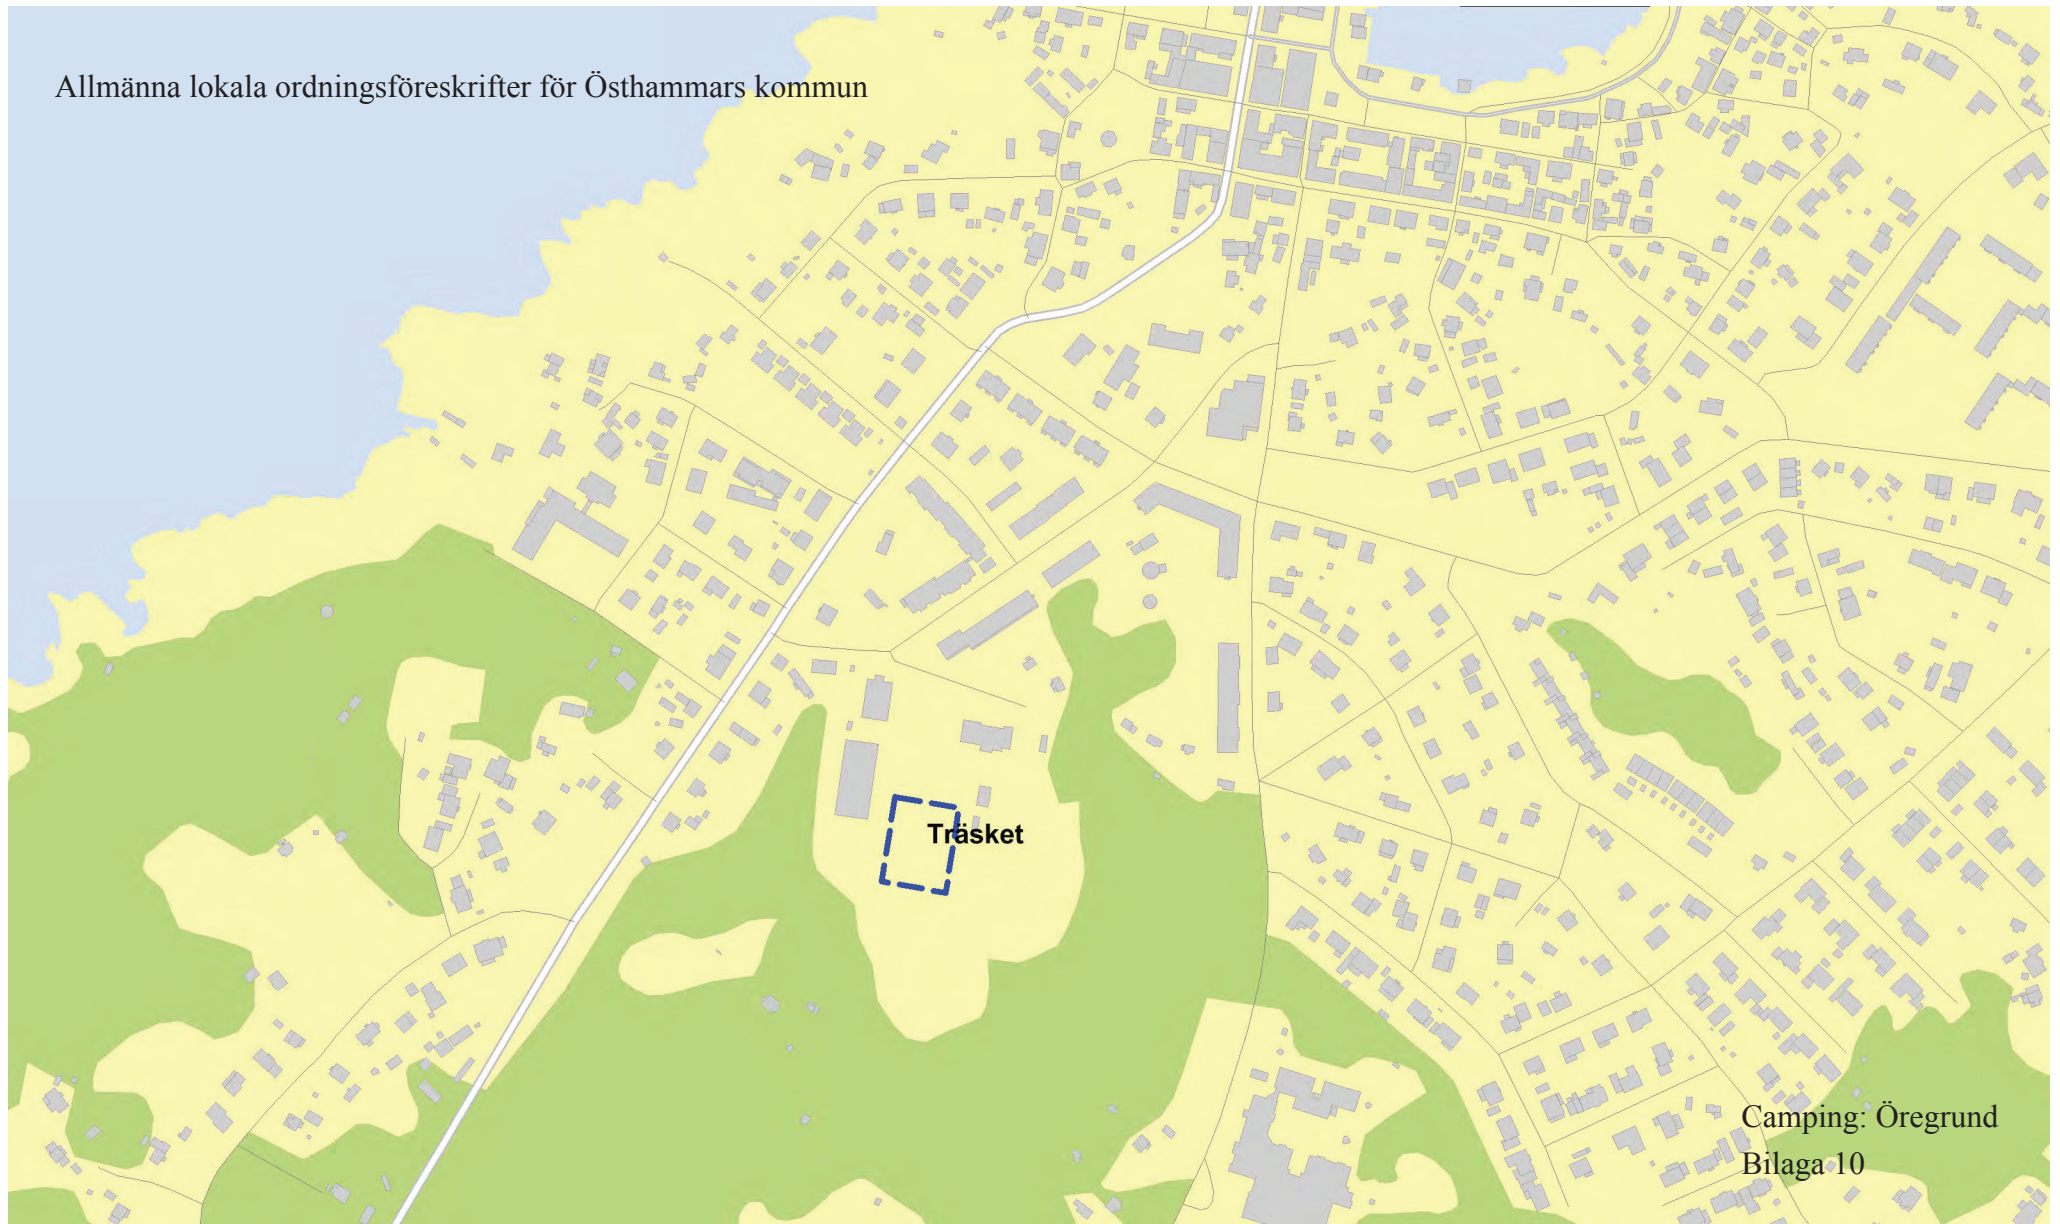 Allmänna lokala ordningsföreskrifter för Östhammars kommun
Träsket
Camping: Öregrund
Bilaga 10